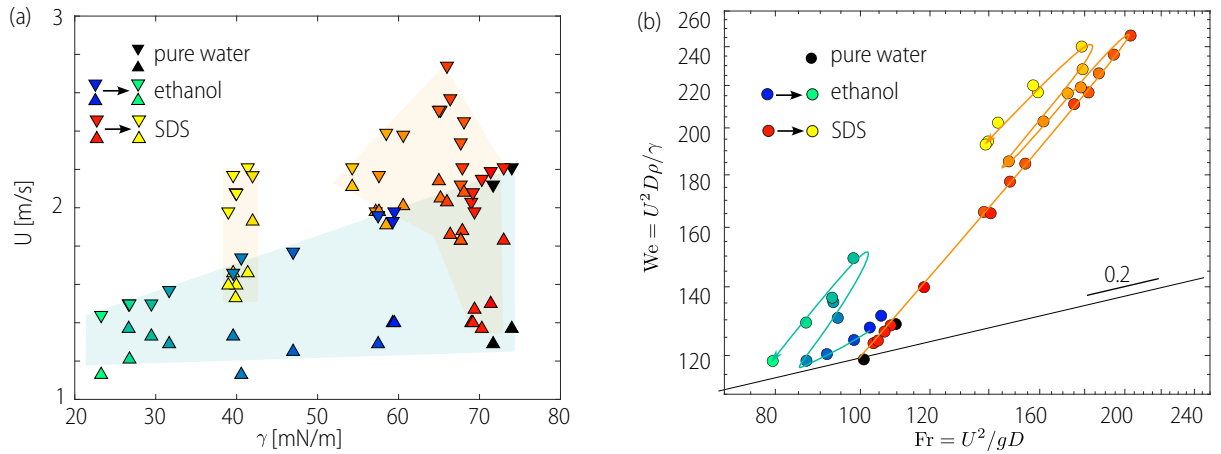 (a)
3
2
1
U [m/s]
pure water
ethanol
SDS
20 30 40 50 60 70 80
γ [mN/m]
(b)
260
240
220
200
180
160
140
120
We = U²Dρ/γ
pure water
ethanol
SDS
0.2
80 100 120 140 160 200 240
Fr = U²/gD